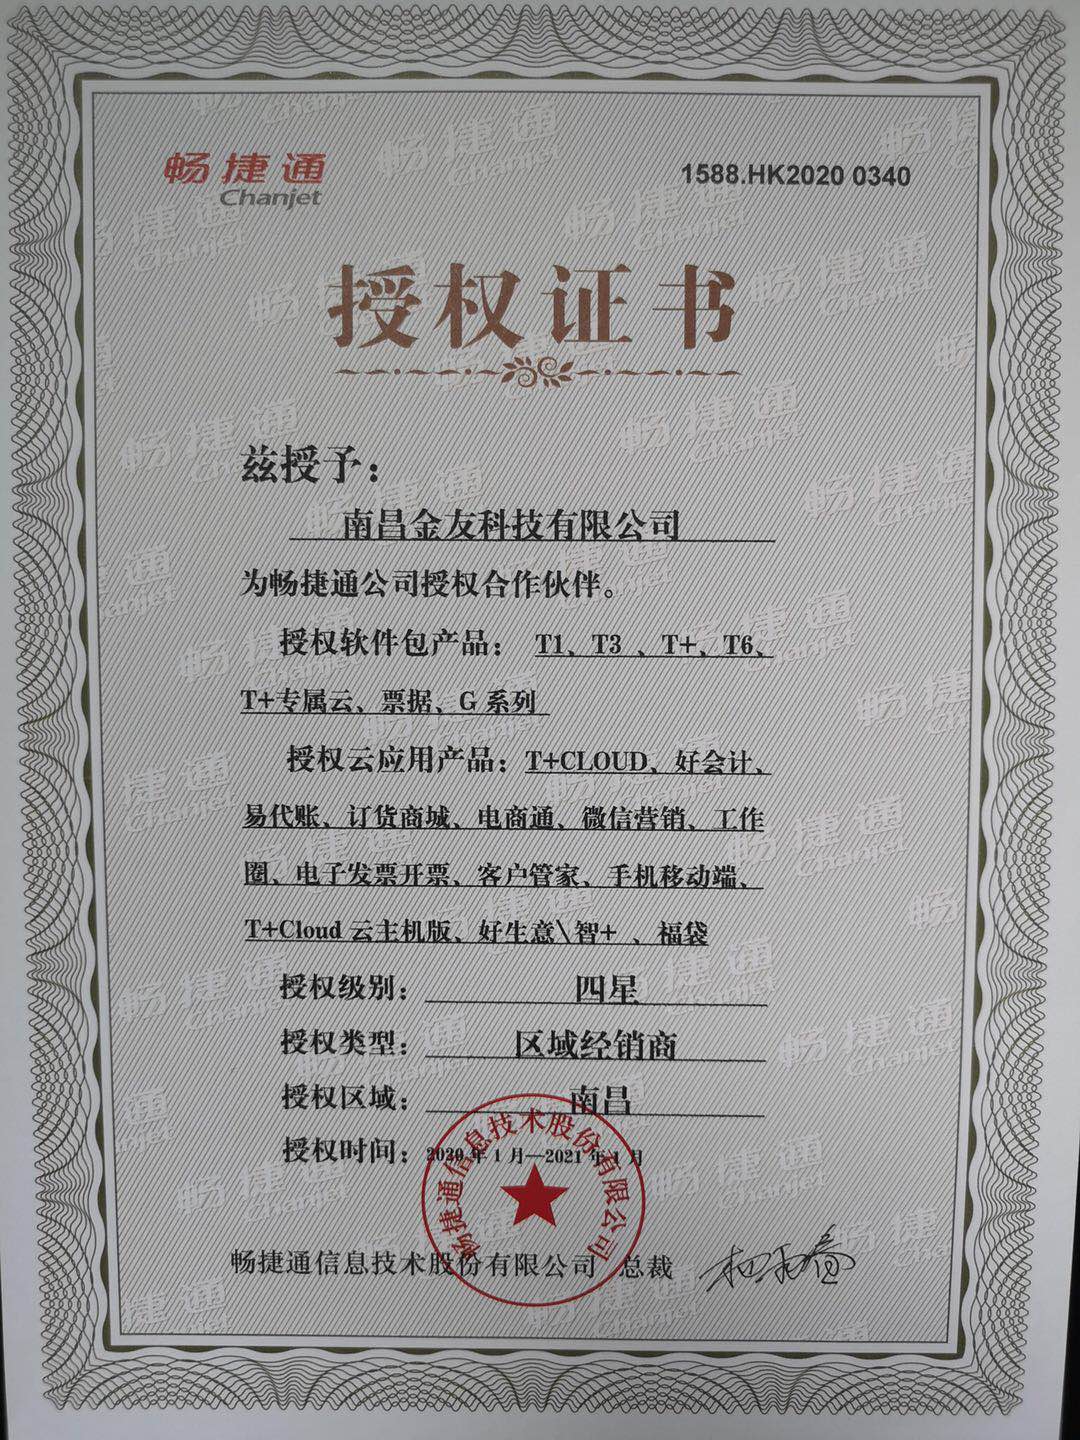 畅捷通
Chanjet
1588.HK2020 0340
授权证书
兹授予：
南昌金友科技有限公司
为畅捷通公司授权合作伙伴。
授权软件包产品： T1、T3 、T+、T6、
T+专属云、票据、G 系列
授权云应用产品：T+CLOUD、好会计、
易代账、订货商城、电商通、微信营销、工作
圈、电子发票开票、客户管家、手机移动端、
T+Cloud 云主机版、好生意\智+ 、福袋
授权级别： 四星
授权类型： 区域经销商
授权区域： 南昌
授权时间：2020 年 1 月—2021 年 1 月
畅捷通信息技术股份有限公司
畅捷通信息技术股份有限公司 总裁